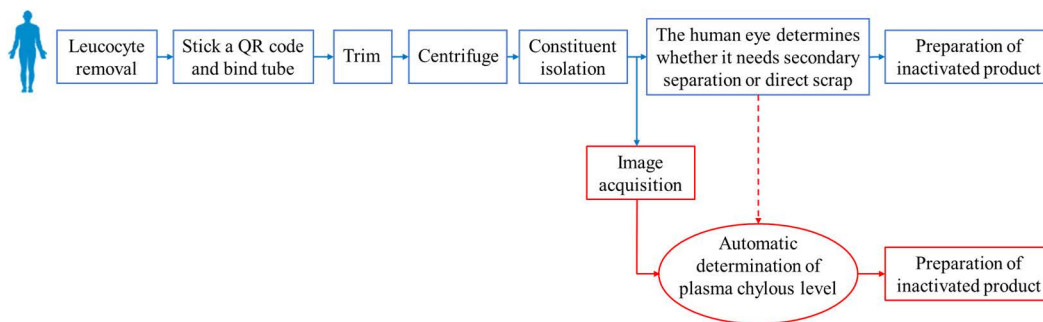 Leucocyte
removal
Stick a QR code
and bind tube
Trim
Centrifuge
Constituent
isolation
The human eye determines
whether it needs secondary
separation or direct scrap
Preparation of
inactivated product
Image
acquisition
Automatic
determination of
plasma chylous level
Preparation of
inactivated product